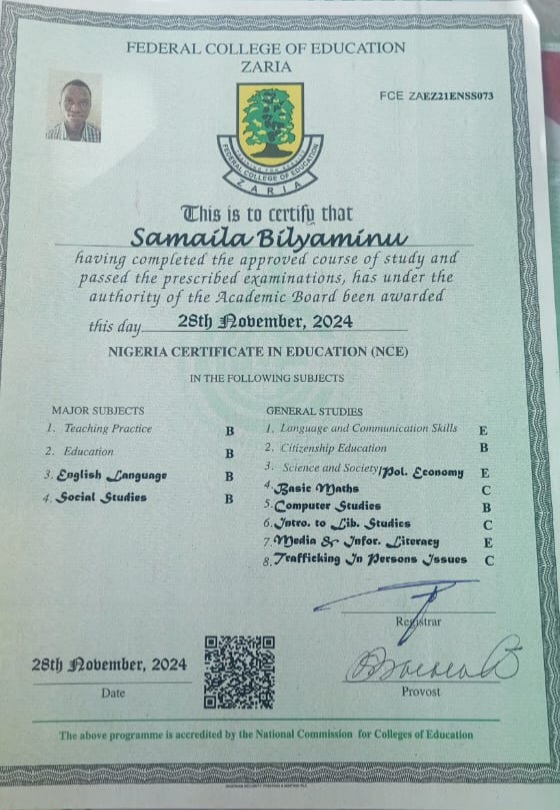 FEDERAL COLLEGE OF EDUCATION
ZARIA
FCE ZAEZ21ENSS073
FEDERAL COLLEGE OF EDUCATION
ZARIA
This is to certify that
Samaila Bilyaminu
having completed the approved course of study and
passed the prescribed examinations, has under the
authority of the Academic Board been awarded
this day 28th November, 2024
NIGERIA CERTIFICATE IN EDUCATION (NCE)
IN THE FOLLOWING SUBJECTS
MAJOR SUBJECTS
1. Teaching Practice B
2. Education B
3. English Language B
4. Social Studies B
GENERAL STUDIES
1. Language and Communication Skills E
2. Citizenship Education B
3. Science and Society/Pol. Economy E
4. Basic Maths C
5. Computer Studies B
6. Intro. to Lib. Studies C
7. Media & Infor. Literacy E
8. Trafficking In Persons Issues C
Registrar
28th November, 2024
Date
Provost
The above programme is accredited by the National Commission for Colleges of Education